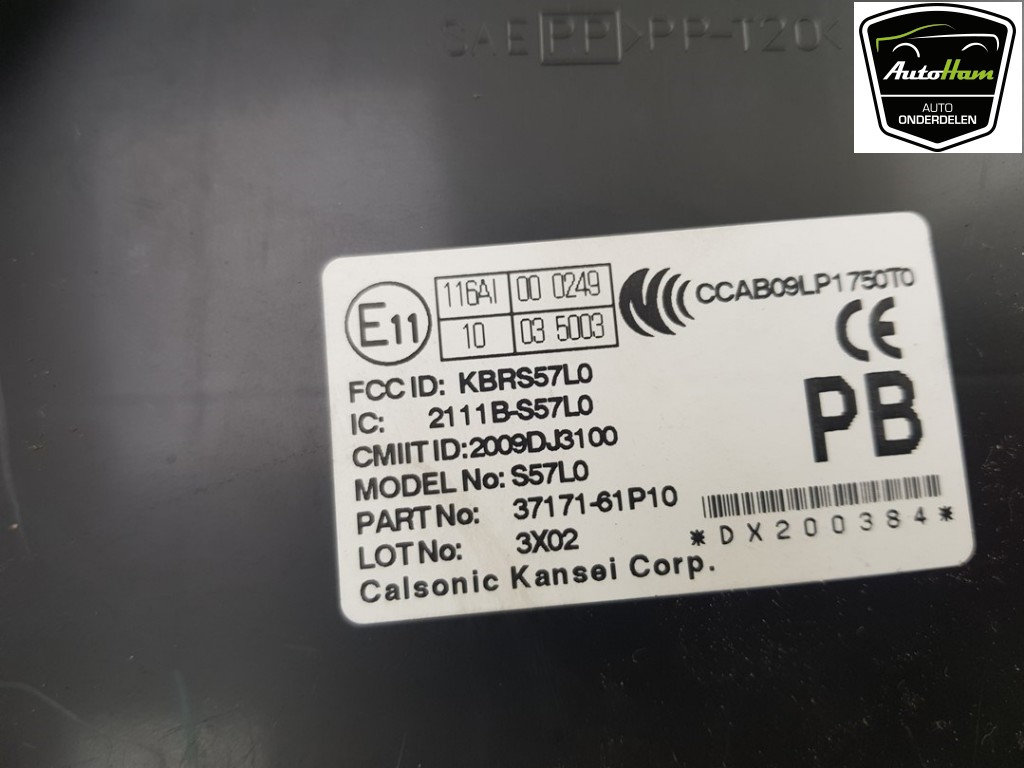 SAE PP >PP-T20<
AutoHam
AUTO
ONDERDELEN
E11
116AI 00 0249
10 03 5003
CCAB09LP1750T0
CE
FCC ID: KBRS57L0
IC: 2111B-S57L0
CMIIT ID:2009DJ3100
MODEL No: S57L0
PART No: 37171-61P10
LOT No: 3X02
PB
*DX200384*
Calsonic Kansei Corp.